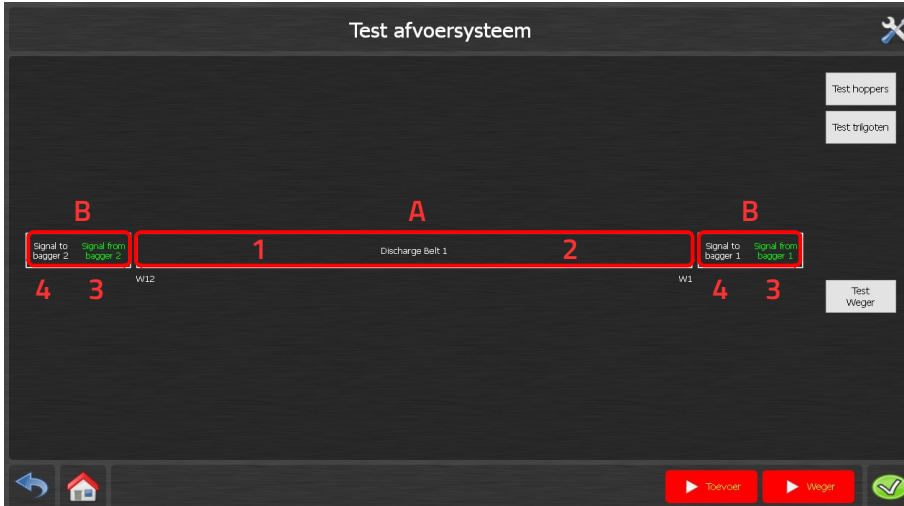 Test afvoersysteem
Test hoppers
Test trilgoten
B
A
B
Signal to
bagger 2
Signal from
bagger 2
1
Discharge Belt 1
2
Signal to
bagger 1
Signal from
bagger 1
4
3
W12
W1
4
3
Test
Weger
Toevoer
Weger